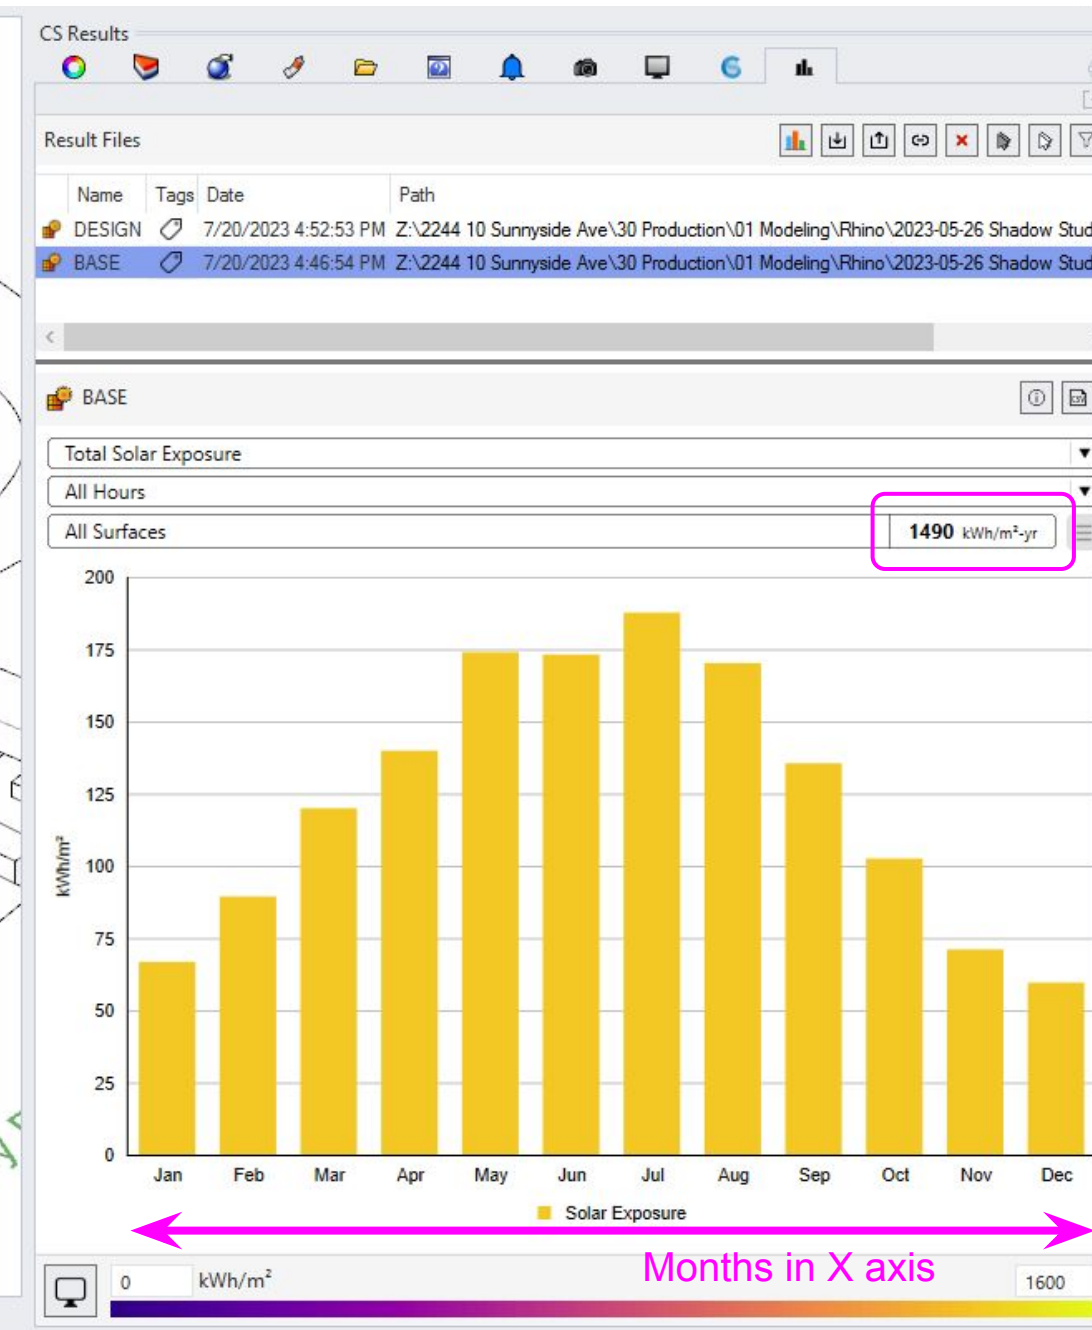 CS Results
Result Files
Name Tags Date Path
DESIGN 7/20/2023 4:52:53 PM Z:\2244 10 Sunnyside Ave\30 Production\01 Modeling\Rhino\2023-05-26 Shadow Stud
BASE 7/20/2023 4:46:54 PM Z:\2244 10 Sunnyside Ave\30 Production\01 Modeling\Rhino\2023-05-26 Shadow Stud
BASE
Total Solar Exposure
All Hours
All Surfaces 1490 kWh/m²-yr
200
175
150
125
100
75
50
25
0
kWh/m²
Jan Feb Mar Apr May Jun Jul Aug Sep Oct Nov Dec
Solar Exposure
Months in X axis
0 kWh/m² 1600